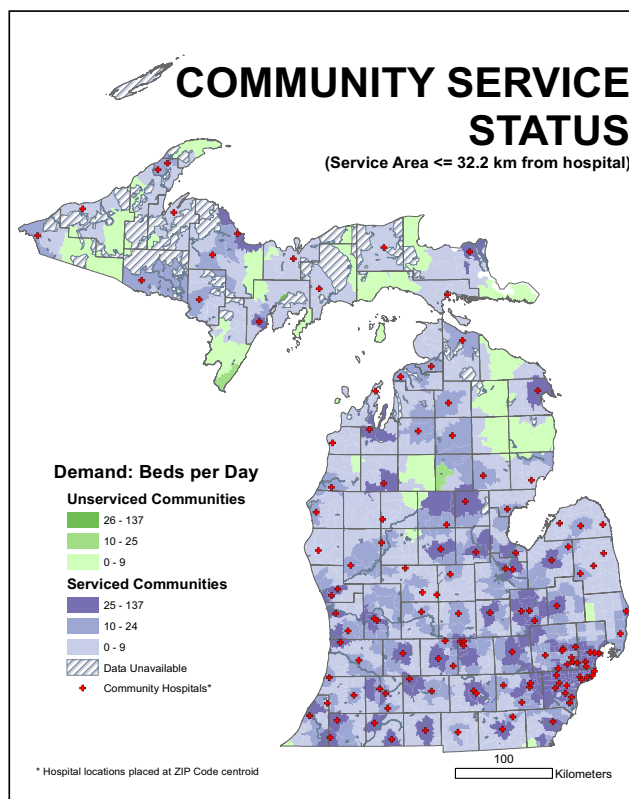 COMMUNITY SERVICE
STATUS
(Service Area <= 32.2 km from hospital)
Demand: Beds per Day
Unserviced Communities
26 - 137
10 - 25
0 - 9
Serviced Communities
25 - 137
10 - 24
0 - 9
Data Unavailable
Community Hospitals*
* Hospital locations placed at ZIP Code centroid
100
Kilometers